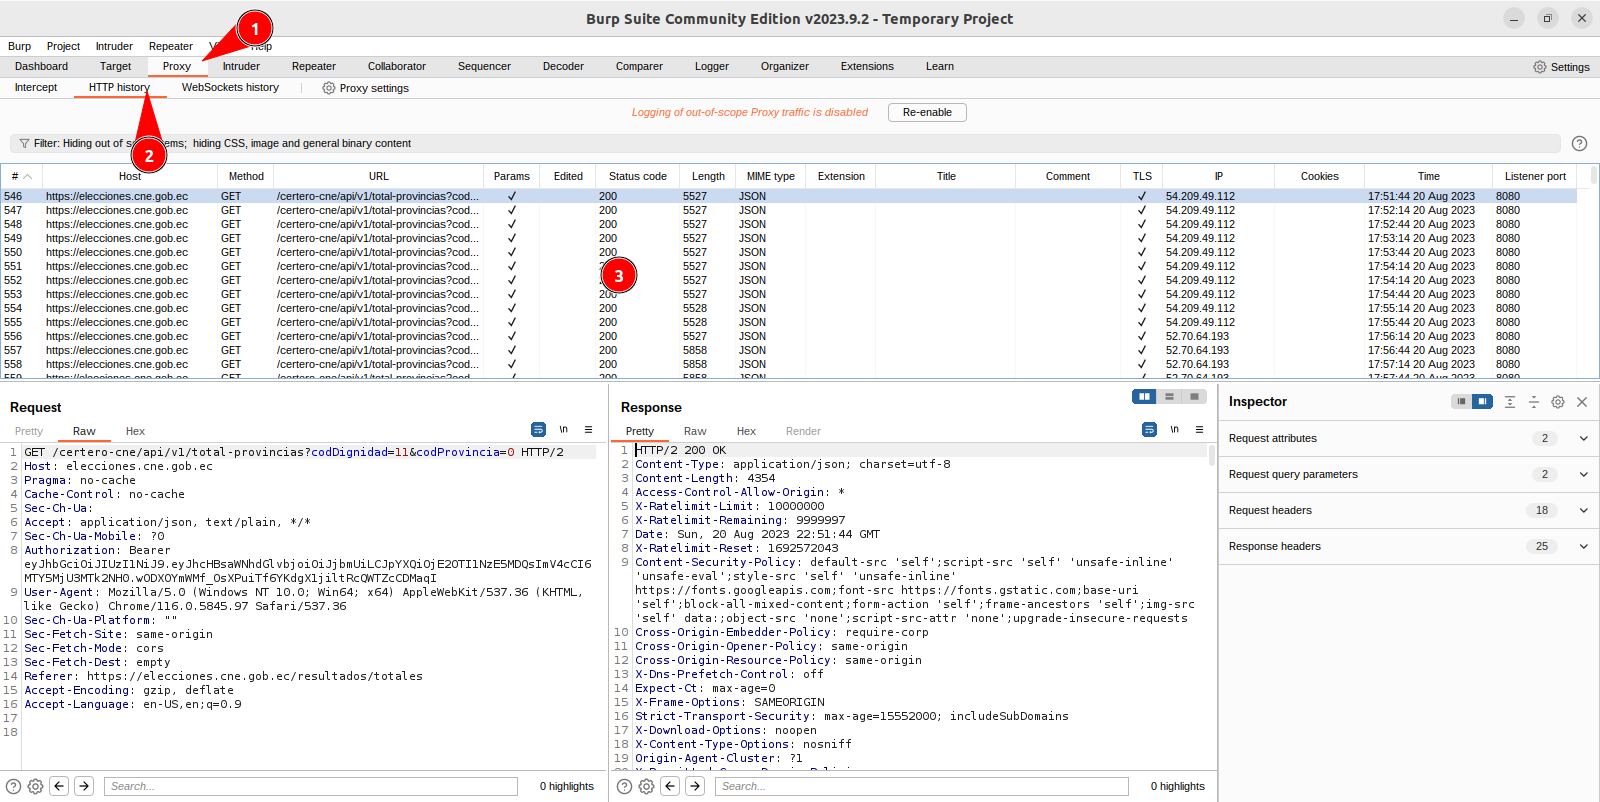 Burp Suite Community Edition v2023.9.2 - Temporary Project
1
Burp Project Intruder Repeater Help
Dashboard Target Proxy Intruder Repeater Collaborator Sequencer Decoder Comparer Logger Organizer Extensions Learn Settings
Intercept HTTP history WebSockets history Proxy settings
Logging of out-of-scope Proxy traffic is disabled Re-enable
Filter: Hiding out of hiding CSS, image and general binary content
2
# Host Method URL Params Edited Status code Length MIME type Extension Title Comment TLS IP Cookies Time Listener port
546 https://elecciones.cne.gob.ec GET /certero-cne/api/v1/total-provincias?cod... ✓ 200 5527 JSON ✓ 54.209.49.112 17:51:44 20 Aug 2023 8080
547 https://elecciones.cne.gob.ec GET /certero-cne/api/v1/total-provincias?cod... ✓ 200 5527 JSON ✓ 54.209.49.112 17:52:14 20 Aug 2023 8080
548 https://elecciones.cne.gob.ec GET /certero-cne/api/v1/total-provincias?cod... ✓ 200 5527 JSON ✓ 54.209.49.112 17:52:44 20 Aug 2023 8080
549 https://elecciones.cne.gob.ec GET /certero-cne/api/v1/total-provincias?cod... ✓ 200 5527 JSON ✓ 54.209.49.112 17:53:14 20 Aug 2023 8080
550 https://elecciones.cne.gob.ec GET /certero-cne/api/v1/total-provincias?cod... ✓ 200 5527 JSON ✓ 54.209.49.112 17:53:44 20 Aug 2023 8080
551 https://elecciones.cne.gob.ec GET /certero-cne/api/v1/total-provincias?cod... ✓ 5527 JSON ✓ 54.209.49.112 17:54:14 20 Aug 2023 8080
3
552 https://elecciones.cne.gob.ec GET /certero-cne/api/v1/total-provincias?cod... ✓ 5527 JSON ✓ 54.209.49.112 17:54:14 20 Aug 2023 8080
553 https://elecciones.cne.gob.ec GET /certero-cne/api/v1/total-provincias?cod... ✓ 200 5527 JSON ✓ 54.209.49.112 17:54:44 20 Aug 2023 8080
554 https://elecciones.cne.gob.ec GET /certero-cne/api/v1/total-provincias?cod... ✓ 200 5528 JSON ✓ 54.209.49.112 17:55:14 20 Aug 2023 8080
555 https://elecciones.cne.gob.ec GET /certero-cne/api/v1/total-provincias?cod... ✓ 200 5528 JSON ✓ 54.209.49.112 17:55:44 20 Aug 2023 8080
556 https://elecciones.cne.gob.ec GET /certero-cne/api/v1/total-provincias?cod... ✓ 200 5527 JSON ✓ 52.70.64.193 17:56:14 20 Aug 2023 8080
557 https://elecciones.cne.gob.ec GET /certero-cne/api/v1/total-provincias?cod... ✓ 200 5858 JSON ✓ 52.70.64.193 17:56:44 20 Aug 2023 8080
558 https://elecciones.cne.gob.ec GET /certero-cne/api/v1/total-provincias?cod... ✓ 200 5858 JSON ✓ 52.70.64.193 17:57:14 20 Aug 2023 8080
559 https://elecciones.cne.gob.ec GET /certero-cne/api/v1/total-provincias?cod... ✓ 200 5858 JSON ✓ 52.70.64.193 17:57:44 20 Aug 2023 8080
Request
Pretty Raw Hex \n
1 GET /certero-cne/api/v1/total-provincias?codDignidad=11&codProvincia=0 HTTP/2
2 Host: elecciones.cne.gob.ec
3 Pragma: no-cache
4 Cache-Control: no-cache
5 Sec-Ch-Ua:
6 Accept: application/json, text/plain, */*
7 Sec-Ch-Ua-Mobile: ?0
8 Authorization: Bearer
eyJhbGciOiJIUzI1NiJ9.eyJhcHBsaWNhdGlvbjoiOiJjbmUiLCJpYXQiOjE2OTI1NzE5MDQsImV4cCI6
MTY5MjU3MTk2NH0.wODXOYmWMf_OsXPuiTf6YKdgX1jiltRcQWTZcCDMaqI
9 User-Agent: Mozilla/5.0 (Windows NT 10.0; Win64; x64) AppleWebKit/537.36 (KHTML,
like Gecko) Chrome/116.0.5845.97 Safari/537.36
10 Sec-Ch-Ua-Platform: ""
11 Sec-Fetch-Site: same-origin
12 Sec-Fetch-Mode: cors
13 Sec-Fetch-Dest: empty
14 Referer: https://elecciones.cne.gob.ec/resultados/totales
15 Accept-Encoding: gzip, deflate
16 Accept-Language: en-US,en;q=0.9
17
18
Search... 0 highlights
Response
Pretty Raw Hex Render \n
1 HTTP/2 200 OK
2 Content-Type: application/json; charset=utf-8
3 Content-Length: 4354
4 Access-Control-Allow-Origin: *
5 X-Ratelimit-Limit: 10000000
6 X-Ratelimit-Remaining: 9999997
7 Date: Sun, 20 Aug 2023 22:51:44 GMT
8 X-Ratelimit-Reset: 1692572043
9 Content-Security-Policy: default-src 'self';script-src 'self' 'unsafe-inline'
'unsafe-eval';style-src 'self' 'unsafe-inline'
https://fonts.googleapis.com;font-src https://fonts.gstatic.com;base-uri
'self';block-all-mixed-content;form-action 'self';frame-ancestors 'self';img-src
'self' data:;object-src 'none';script-src-attr 'none';upgrade-insecure-requests
10 Cross-Origin-Embedder-Policy: require-corp
11 Cross-Origin-Opener-Policy: same-origin
12 Cross-Origin-Resource-Policy: same-origin
13 X-Dns-Prefetch-Control: off
14 Expect-Ct: max-age=0
15 X-Frame-Options: SAMEORIGIN
16 Strict-Transport-Security: max-age=15552000; includeSubDomains
17 X-Download-Options: noopen
18 X-Content-Type-Options: nosniff
19 Origin-Agent-Cluster: ?1
Search... 0 highlights
Inspector
Request attributes 2
Request query parameters 2
Request headers 18
Response headers 25